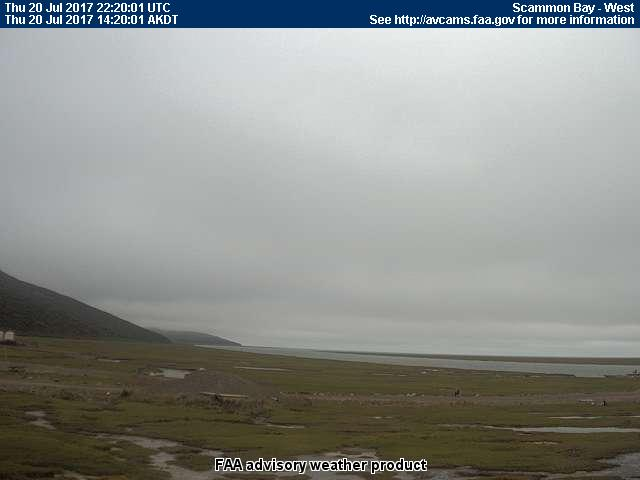 Thu 20 Jul 2017 22:20:01 UTC
Scammon Bay - West
Thu 20 Jul 2017 14:20:01 AKDT
See http://avcams.faa.gov for more information
FAA advisory weather product